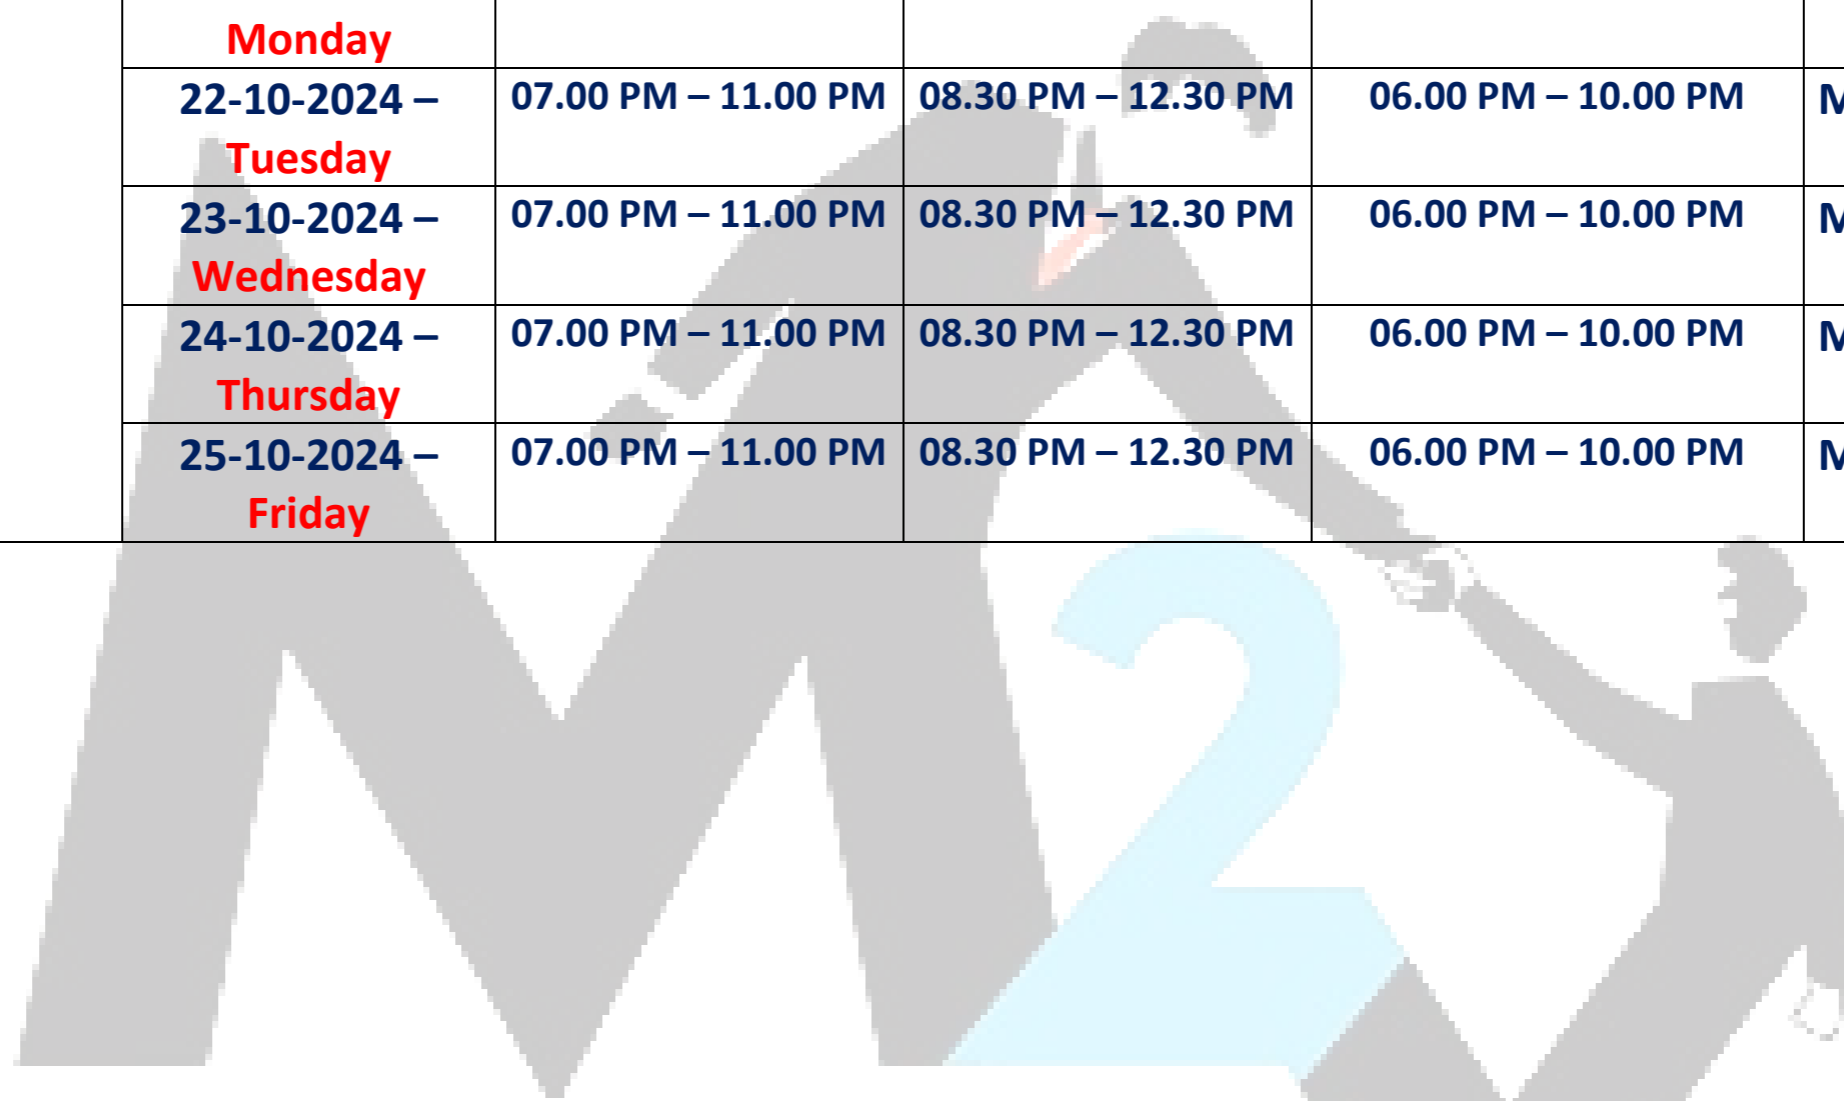 Monday
22-10-2024 – 07.00 PM – 11.00 PM 08.30 PM – 12.30 PM 06.00 PM – 10.00 PM M
Tuesday
23-10-2024 – 07.00 PM – 11.00 PM 08.30 PM – 12.30 PM 06.00 PM – 10.00 PM M
Wednesday
24-10-2024 – 07.00 PM – 11.00 PM 08.30 PM – 12.30 PM 06.00 PM – 10.00 PM M
Thursday
25-10-2024 – 07.00 PM – 11.00 PM 08.30 PM – 12.30 PM 06.00 PM – 10.00 PM M
Friday
M2